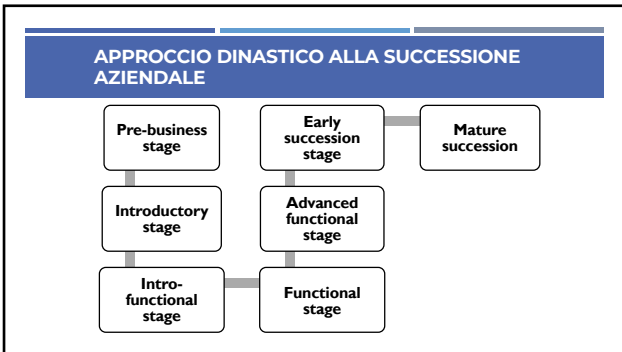 APPROCCIO DINASTICO ALLA SUCCESSIONE
AZIENDALE
Pre-business
stage
Introductory
stage
Intro-
functional
stage
Functional
stage
Advanced
functional
stage
Early
succession
stage
Mature
succession